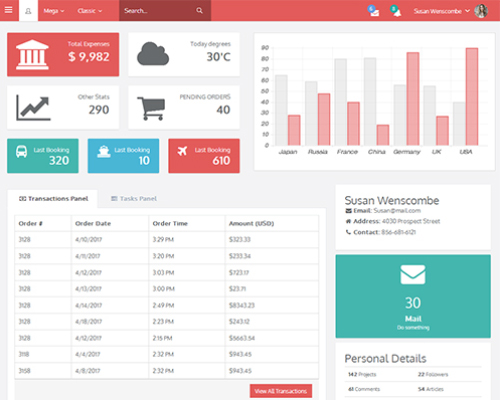 Mega Classic Search... Susan Wenscombe
Total Expenses
$ 9,982
Today degrees
30°C
Other Stats
290
PENDING ORDERS
40
Last Booking
320
Last Booking
10
Last Booking
610
90
80
70
60
50
40
30
20
10
0
Japan Russia France China Germany UK USA
Transactions Panel Tasks Panel
Order # Order Date Order Time Amount (USD)
3128 4/10/2017 3:29 PM $323.33
3128 4/11/2017 3:20 PM $233.34
3128 4/12/2017 3:03 PM $723.17
3128 4/13/2017 3:00 PM $23.71
3128 4/14/2017 2:49 PM $8343.23
3128 4/18/2017 2:23 PM $243.12
3128 4/12/2017 2:15 PM $5663.54
3118 4/4/2017 2:32 PM $943.45
3158 4/8/2017 2:32 PM $943.45
View All Transactions
Susan Wenscombe
Email: Susan@mail.com
Address: 4030 Prospect Street
Contact: 856-681-6121
30
Mail
Do something
Personal Details
142 Projects 22 Followers
41 Comments 54 Articles